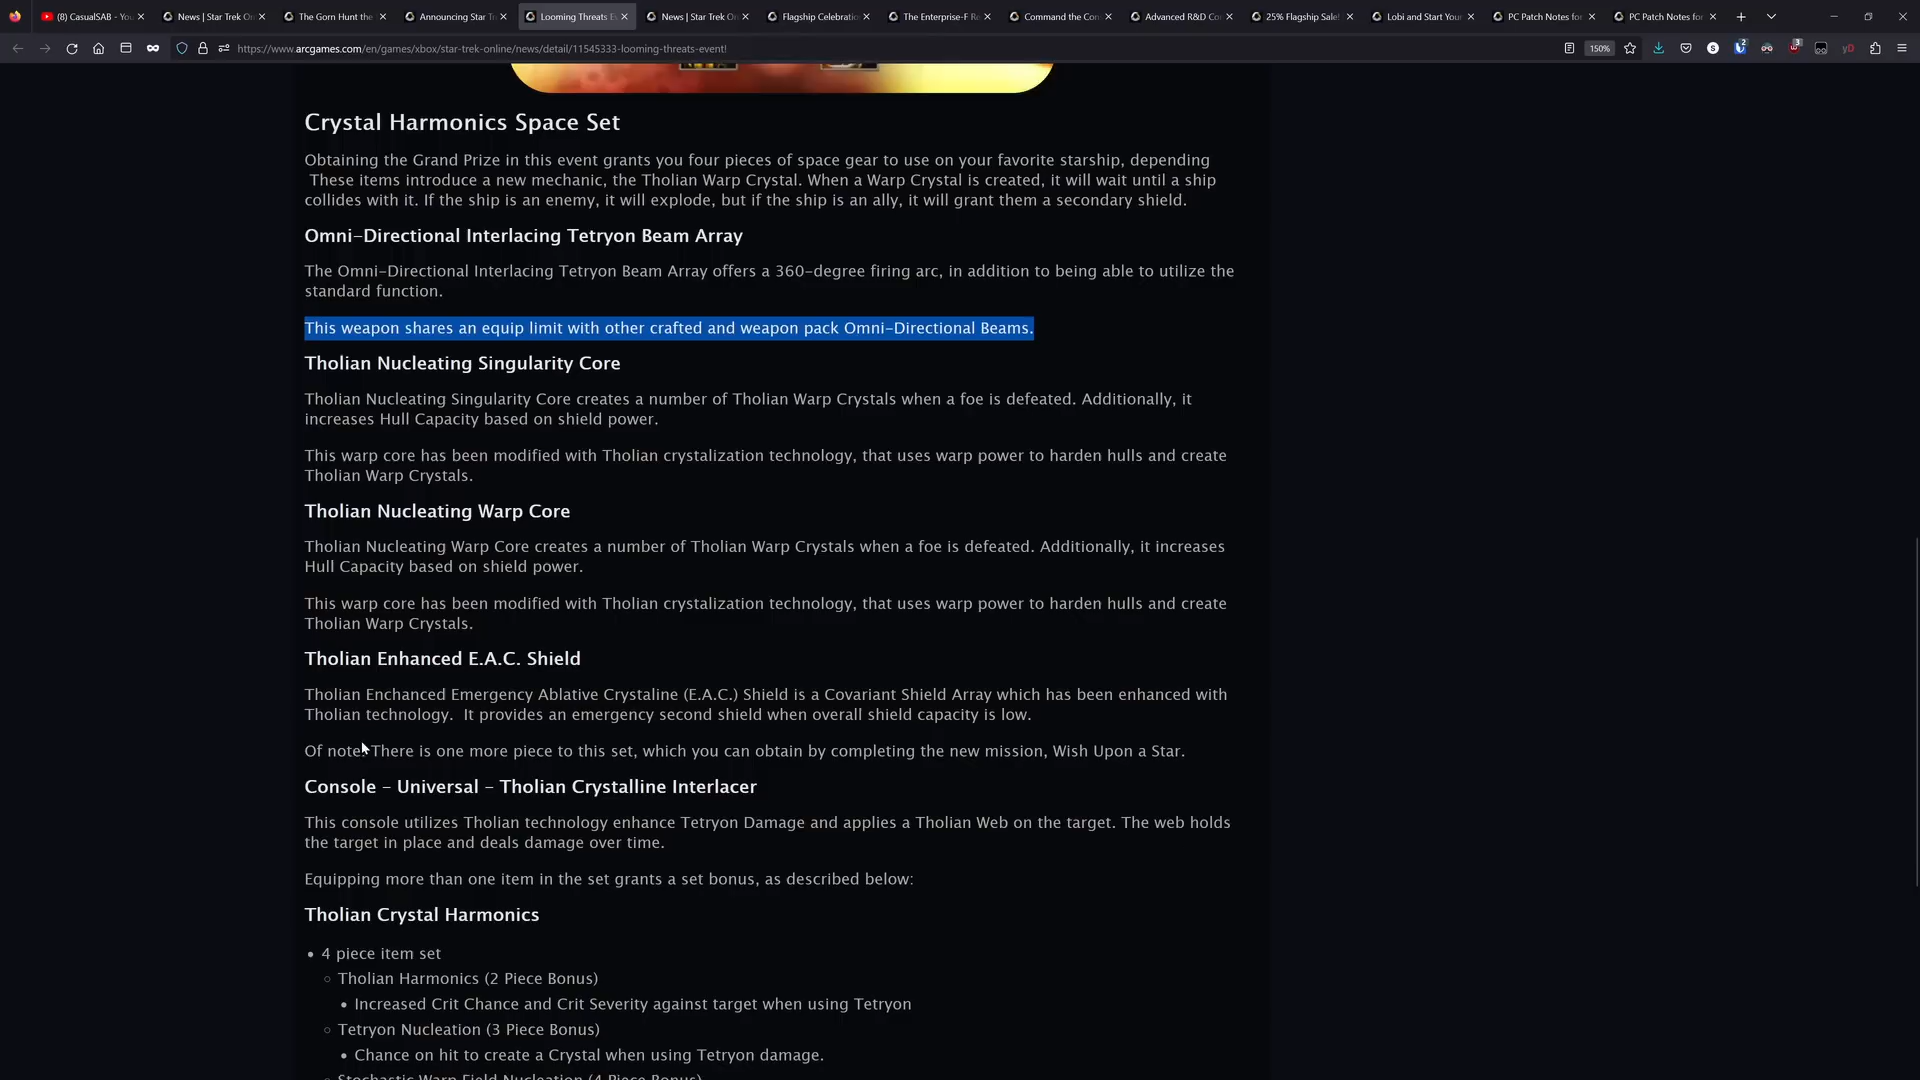 (8) CasualSAB - You
News | Star Trek On
The Gorn Hunt the
Announcing Star Tr
Looming Threats Ev
News | Star Trek On
Flagship Celebratio
The Enterprise-F Re
Command the Con
Advanced R&D Co
25% Flagship Sale!
Lobi and Start Your
PC Patch Notes for
PC Patch Notes for
https://www.arcgames.com/en/games/xbox/star-trek-online/news/detail/11545333-looming-threats-event!
150%
2
3
Crystal Harmonics Space Set
Obtaining the Grand Prize in this event grants you four pieces of space gear to use on your favorite starship, depending
These items introduce a new mechanic, the Tholian Warp Crystal. When a Warp Crystal is created, it will wait until a ship
collides with it. If the ship is an enemy, it will explode, but if the ship is an ally, it will grant them a secondary shield.
Omni-Directional Interlacing Tetryon Beam Array
The Omni-Directional Interlacing Tetryon Beam Array offers a 360-degree firing arc, in addition to being able to utilize the
standard function.
This weapon shares an equip limit with other crafted and weapon pack Omni-Directional Beams.
Tholian Nucleating Singularity Core
Tholian Nucleating Singularity Core creates a number of Tholian Warp Crystals when a foe is defeated. Additionally, it
increases Hull Capacity based on shield power.
This warp core has been modified with Tholian crystalization technology, that uses warp power to harden hulls and create
Tholian Warp Crystals.
Tholian Nucleating Warp Core
Tholian Nucleating Warp Core creates a number of Tholian Warp Crystals when a foe is defeated. Additionally, it increases
Hull Capacity based on shield power.
This warp core has been modified with Tholian crystalization technology, that uses warp power to harden hulls and create
Tholian Warp Crystals.
Tholian Enhanced E.A.C. Shield
Tholian Enchanced Emergency Ablative Crystaline (E.A.C.) Shield is a Covariant Shield Array which has been enhanced with
Tholian technology.  It provides an emergency second shield when overall shield capacity is low.
Of note: There is one more piece to this set, which you can obtain by completing the new mission, Wish Upon a Star.
Console - Universal - Tholian Crystalline Interlacer
This console utilizes Tholian technology enhance Tetryon Damage and applies a Tholian Web on the target. The web holds
the target in place and deals damage over time.
Equipping more than one item in the set grants a set bonus, as described below:
Tholian Crystal Harmonics
• 4 piece item set
○ Tholian Harmonics (2 Piece Bonus)
▪ Increased Crit Chance and Crit Severity against target when using Tetryon
○ Tetryon Nucleation (3 Piece Bonus)
▪ Chance on hit to create a Crystal when using Tetryon damage.
○ Stochastic Warp Field Nucleation (4 Piece Bonus)